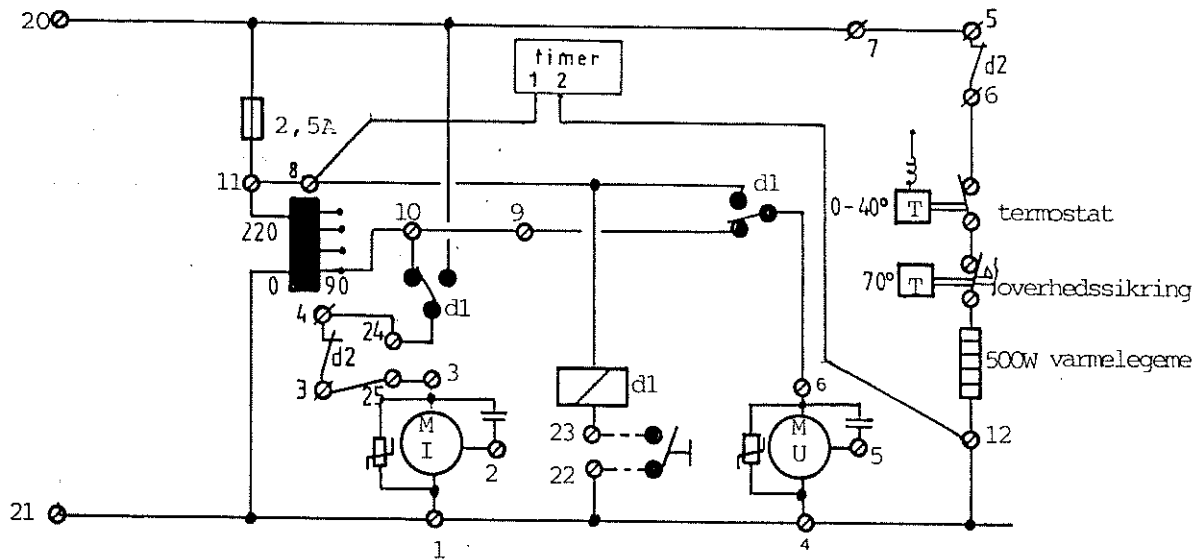 20
7
5
timer
1 2
d2
6
2,5A
11
8
d1
0-40°
T
termostat
10
9
220
0
90
d1
70°
T
overhedssikring
4
24
d2
500W varmelegeme
3
25
3
d1
6
M
I
2
23
22
M
U
5
12
21
1
4